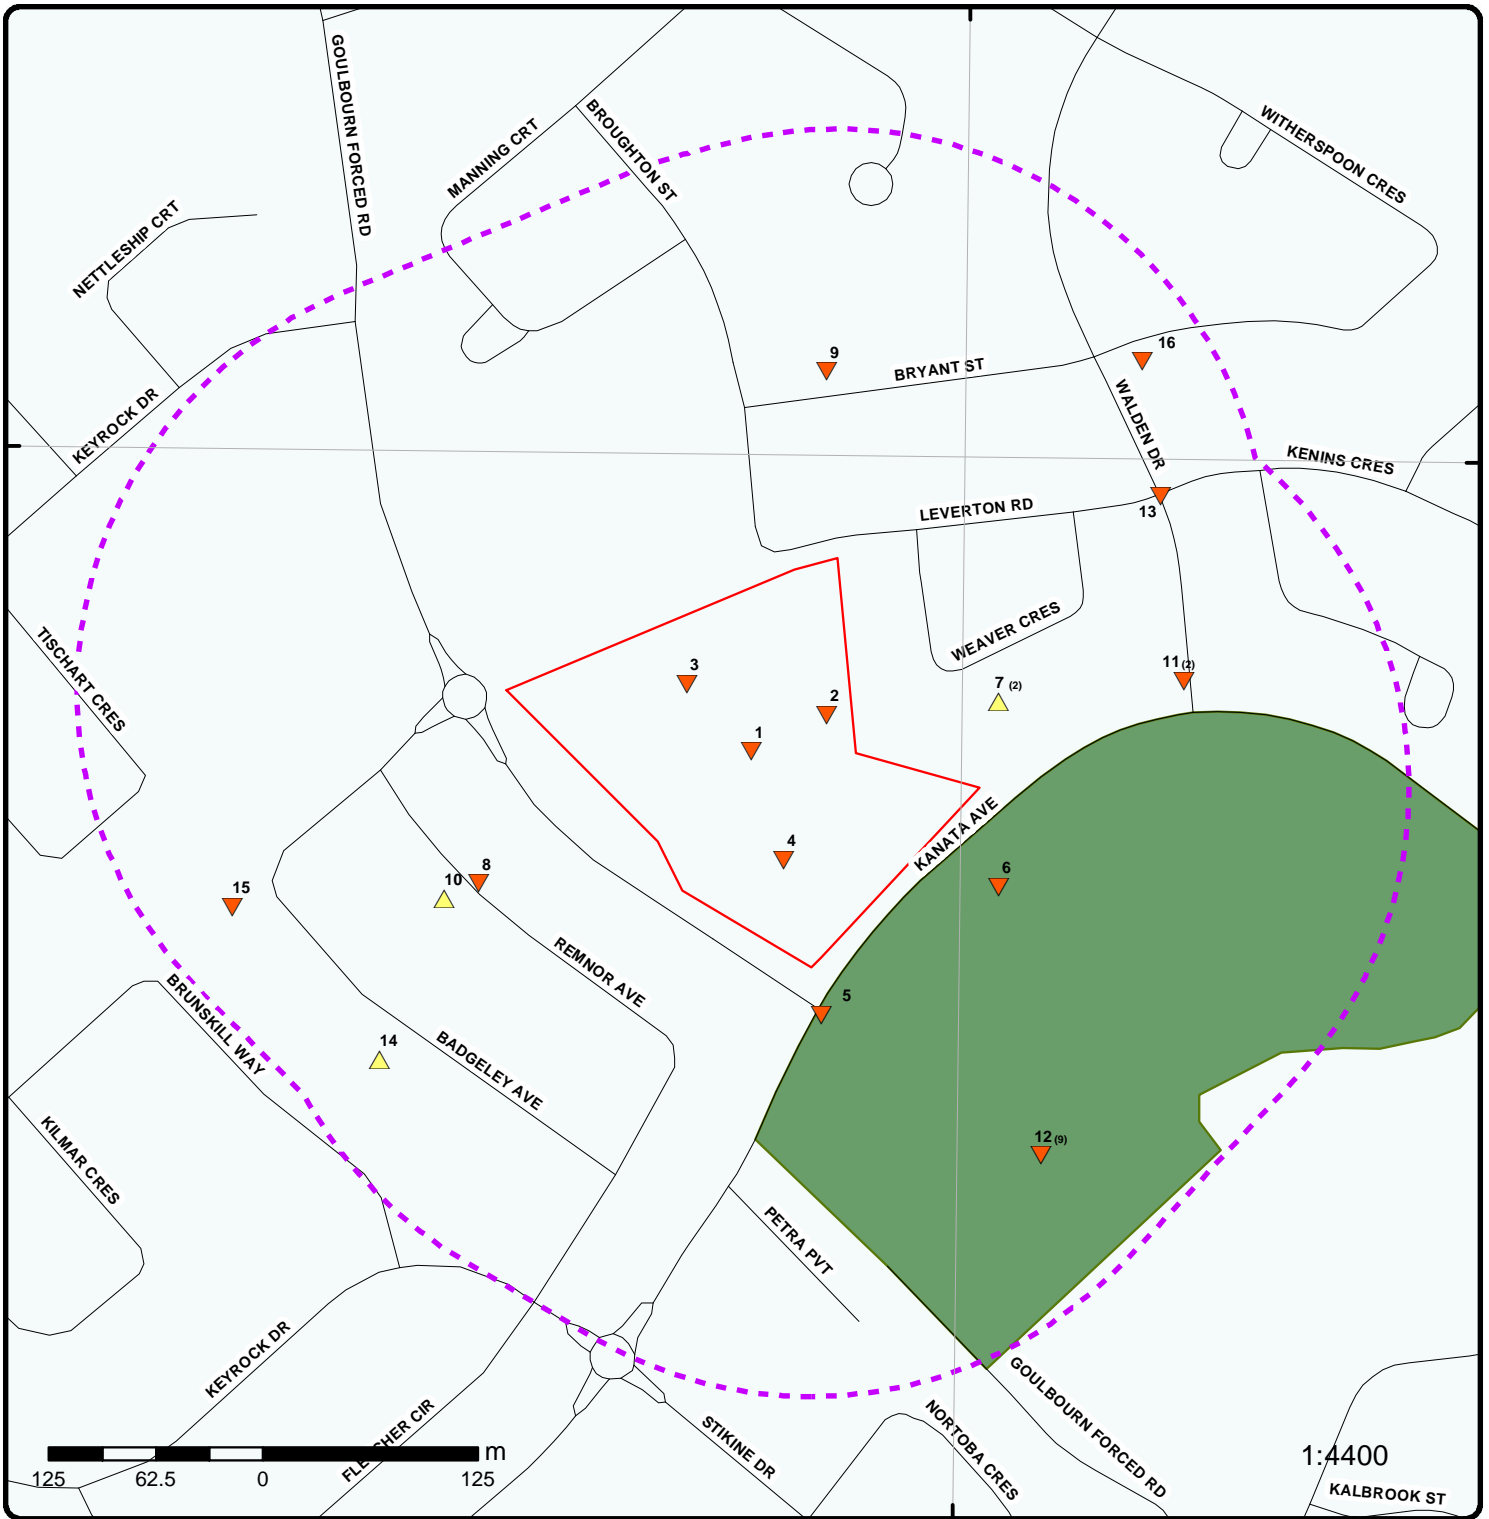 GOULBOURN FORCED RD
MANNING CRT
BROUGHTON ST
WITHERSPOON CRES
NETTLESHIP CRT
9
16
BRYANT ST
WALDEN DR
KEYROCK DR
KENINS CRES
LEVERTON RD
13
WEAVER CRES
TISCHART CRES
3
11 (2)
7 (2)
2
1
KANATA AVE
4
6
8
10
15
REMNOR AVE
BRUNSKILL WAY
5
14
BADGELEY AVE
KILMAR CRES
12 (9)
PETRA PVT
KEYROCK DR
GOULBOURN FORCED RD
NORTOBA CRES
STIKINE DR
m
1:4400
125 62.5 0 125
KALBROOK ST